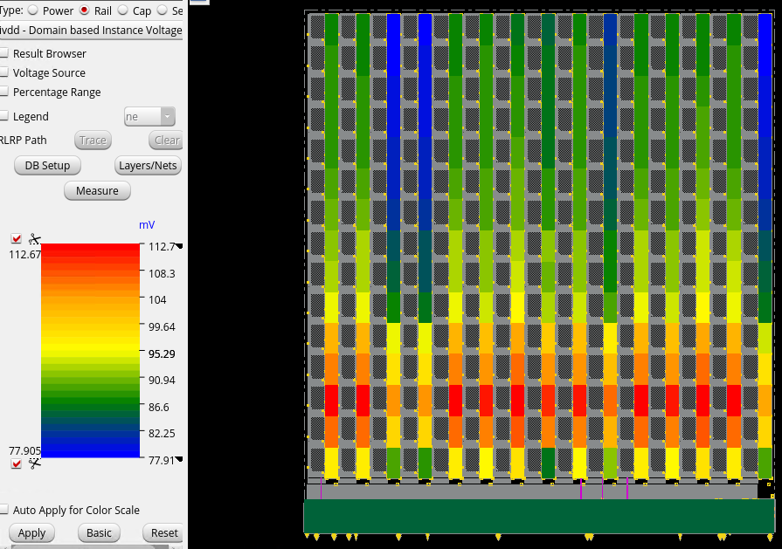 Type: Power Rail Cap Se
ivdd - Domain based Instance Voltage
Result Browser
Voltage Source
Percentage Range
Legend ne
RLRP Path Trace Clear
DB Setup Layers/Nets
Measure
mV
112.67
112.7
108.3
104
99.64
95.29
90.94
86.6
82.25
77.905
77.91
Auto Apply for Color Scale
Apply Basic Reset